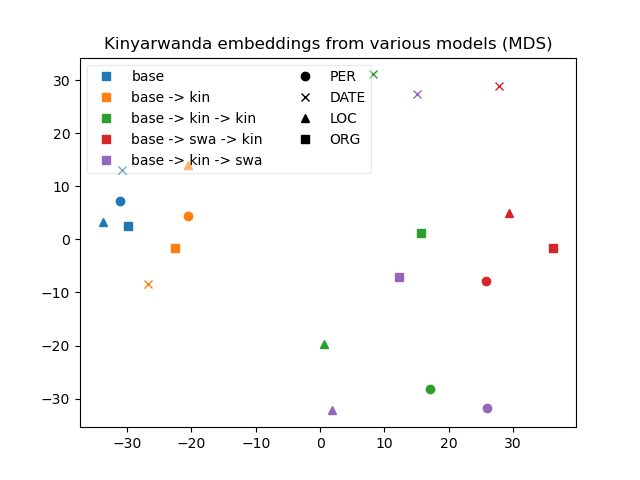 Kinyarwanda embeddings from various models (MDS)
base
base -> kin
base -> kin -> kin
base -> swa -> kin
base -> kin -> swa
PER
DATE
LOC
ORG
30
20
10
0
−10
−20
−30
−30
−20
−10
0
10
20
30